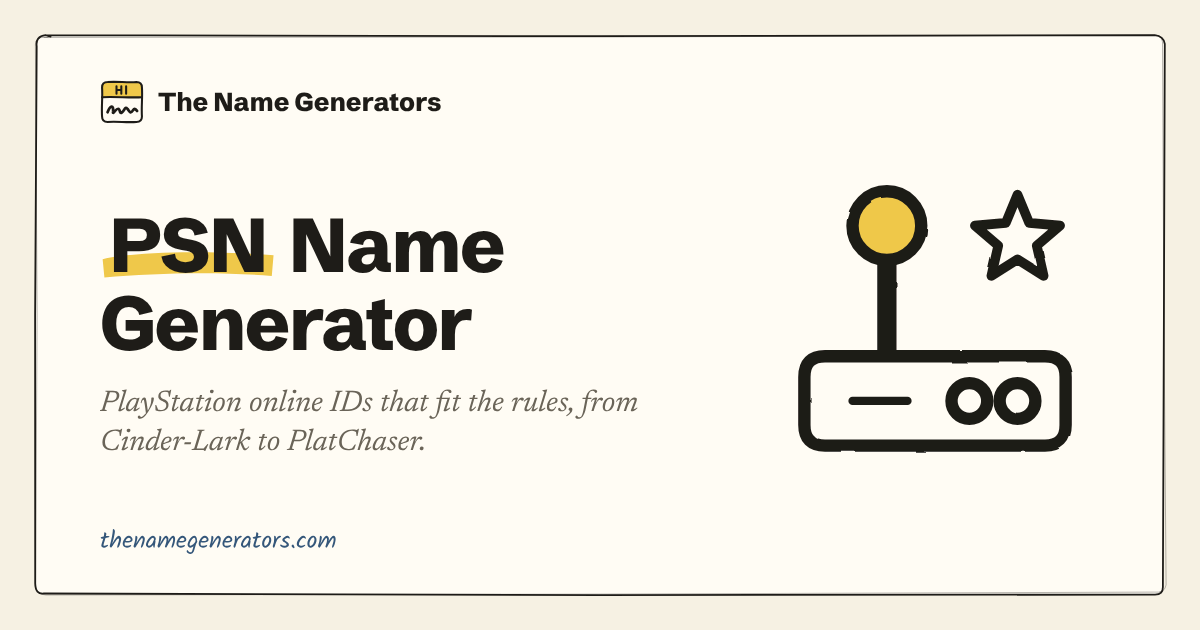 HI
The Name Generators
PSN Name
Generator
PlayStation online IDs that fit the rules, from
Cinder-Lark to PlatChaser.
thenamegenerators.com